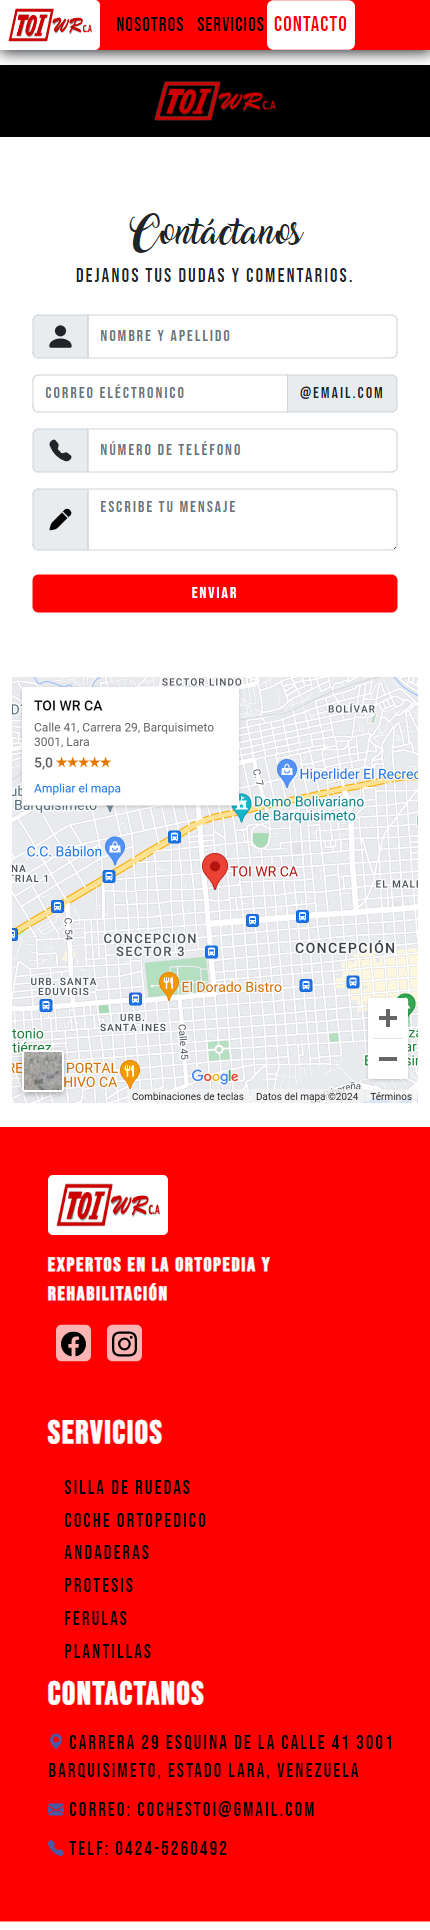 TOI WR CA
NOSOTROS SERVICIOS CONTACTO
TOI WR CA
Contáctanos
DEJANOS TUS DUDAS Y COMENTARIOS.
NOMBRE Y APELLIDO
CORREO ELÉCTRONICO @EMAIL.COM
NÚMERO DE TELÉFONO
ESCRIBE TU MENSAJE
ENVIAR
SECTOR LINDO
TOI WR CA
Calle 41, Carrera 29, Barquisimeto
3001, Lara
5,0 ★★★★★
Ampliar el mapa
BOLÍVAR
C. 7
Hiperlider El Recreo
Barquisimeto
Domo Bolivariano
de Barquisimeto
C.C. Bábilon
TRIAL 1
TOI WR CA
EL MAL
C. 54
CONCEPCION
SECTOR 3
CONCEPCIÓN
URB. SANTA
EDUVIGIS
El Dorado Bistro
URB.
SANTA INES
Calle 45
PORTAL
CHIVO CA
Google
Combinaciones de teclas Datos del mapa ©2024 Términos
TOI WR CA
EXPERTOS EN LA ORTOPEDIA Y
REHABILITACIÓN
SERVICIOS
SILLA DE RUEDAS
COCHE ORTOPEDICO
ANDADERAS
PROTESIS
FERULAS
PLANTILLAS
CONTACTANOS
CARRERA 29 ESQUINA DE LA CALLE 41 3001
BARQUISIMETO, ESTADO LARA, VENEZUELA
CORREO: COCHESTOI@GMAIL.COM
TELF: 0424-5260492